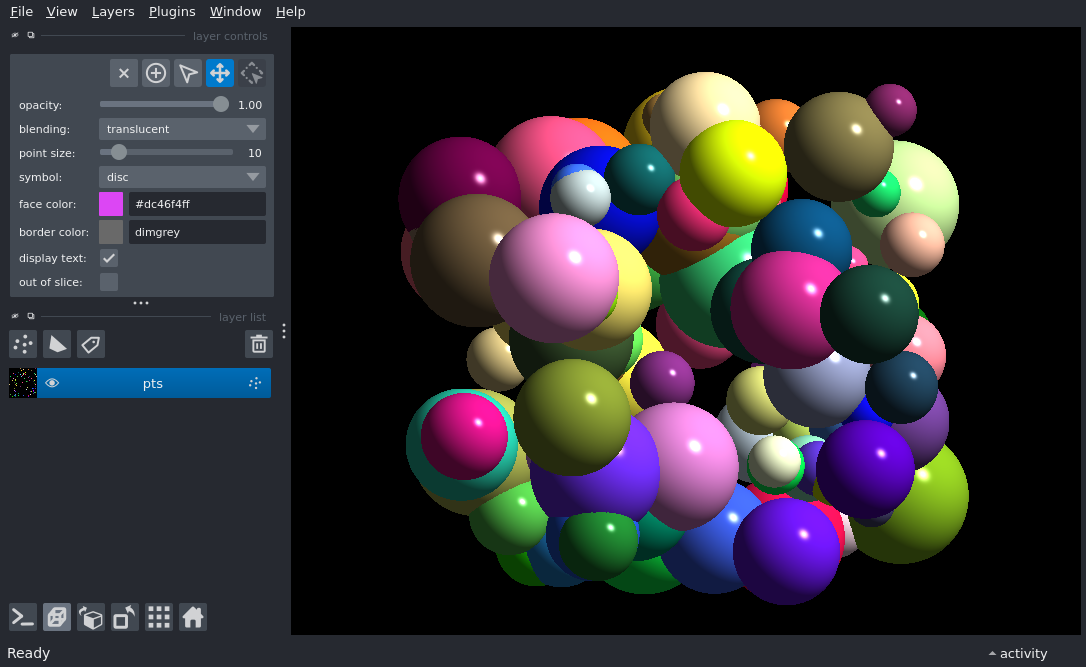 File View Layers Plugins Window Help
layer controls
opacity: 1.00
blending: translucent
point size: 10
symbol: disc
face color: #dc46f4ff
border color: dimgrey
display text:
out of slice:
layer list
pts
Ready
activity